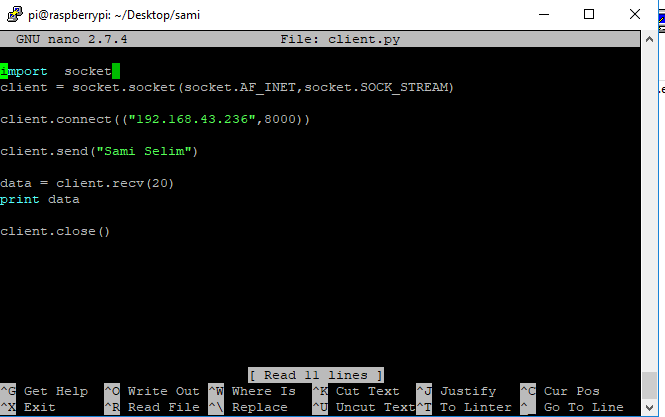 pi@raspberrypi: ~/Desktop/sami
GNU nano 2.7.4 File: client.py
import  socket
client = socket.socket(socket.AF_INET,socket.SOCK_STREAM)
client.connect(("192.168.43.236",8000))
client.send("Sami Selim")
data = client.recv(20)
print data
client.close()
[ Read 11 lines ]
^G Get Help ^O Write Out ^W Where Is ^K Cut Text ^J Justify ^C Cur Pos
^X Exit ^R Read File ^\ Replace ^U Uncut Text^T To Linter ^_ Go To Line